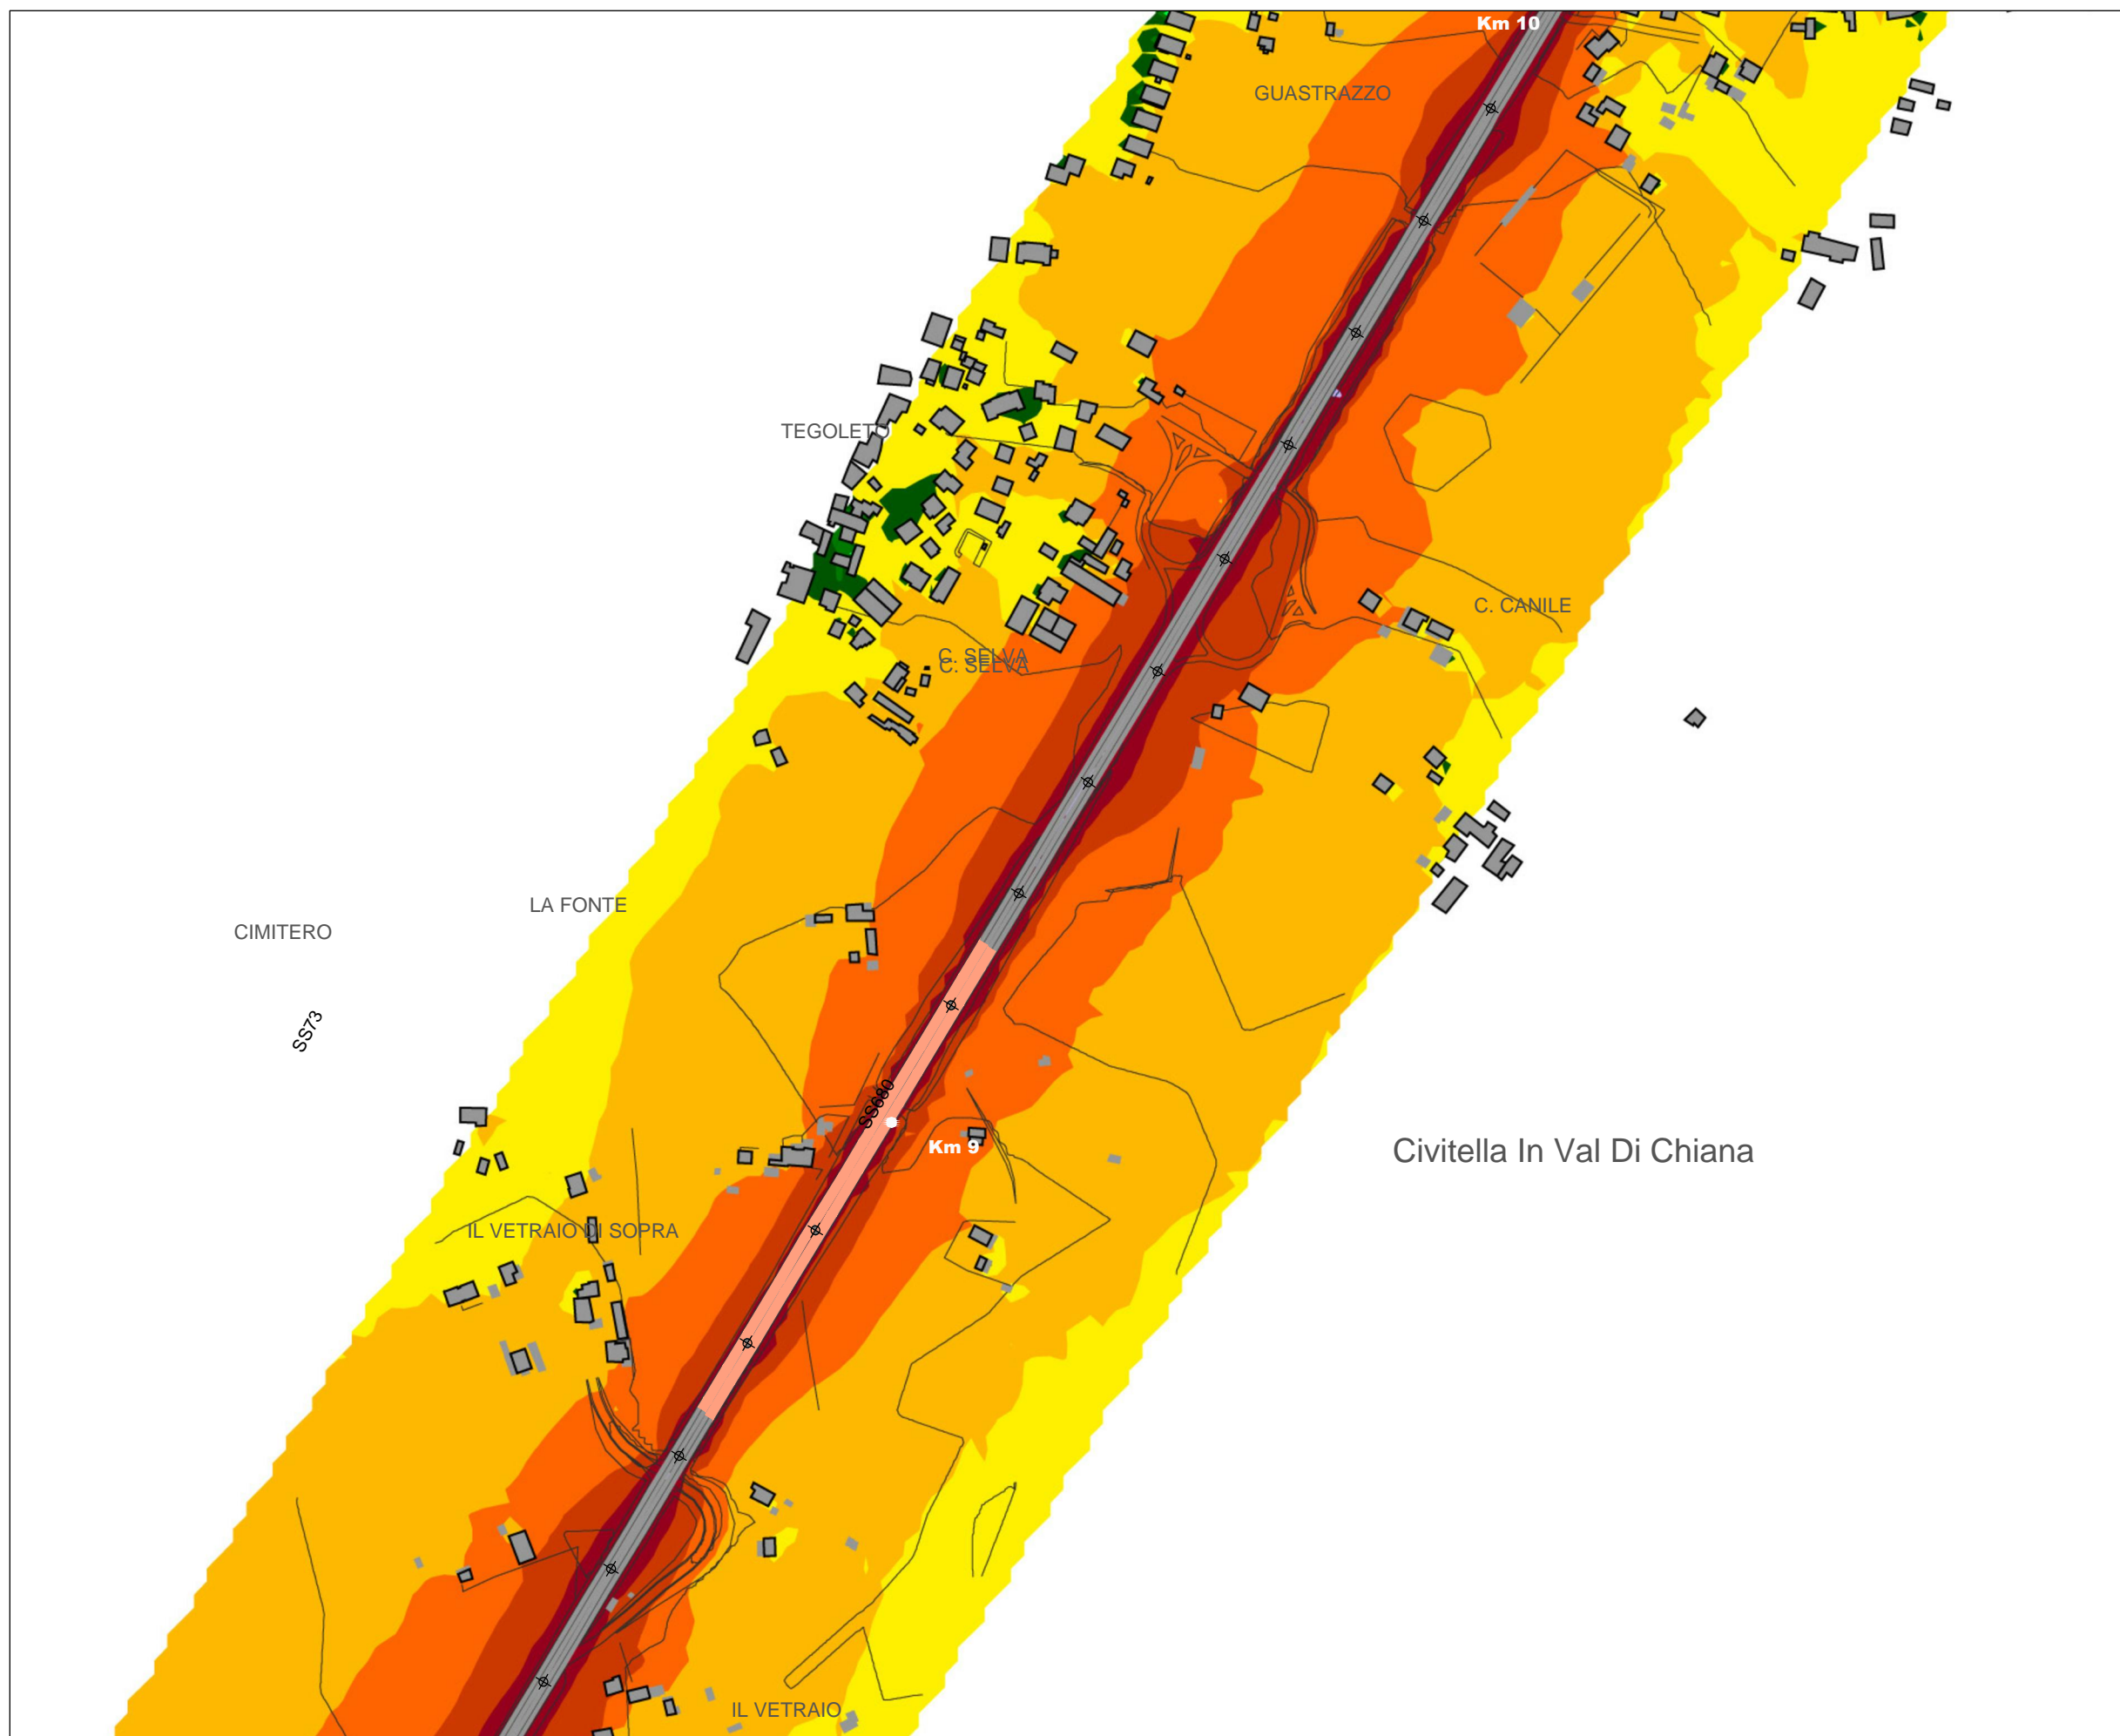 Km 10
GUASTRAZZO
TEGOLETO
C. CANILE
C. SELVA
C. SELVA
LA FONTE
CIMITERO
SS73
SS680
Km 9
Civitella In Val Di Chiana
IL VETRAIO DI SOPRA
IL VETRAIO